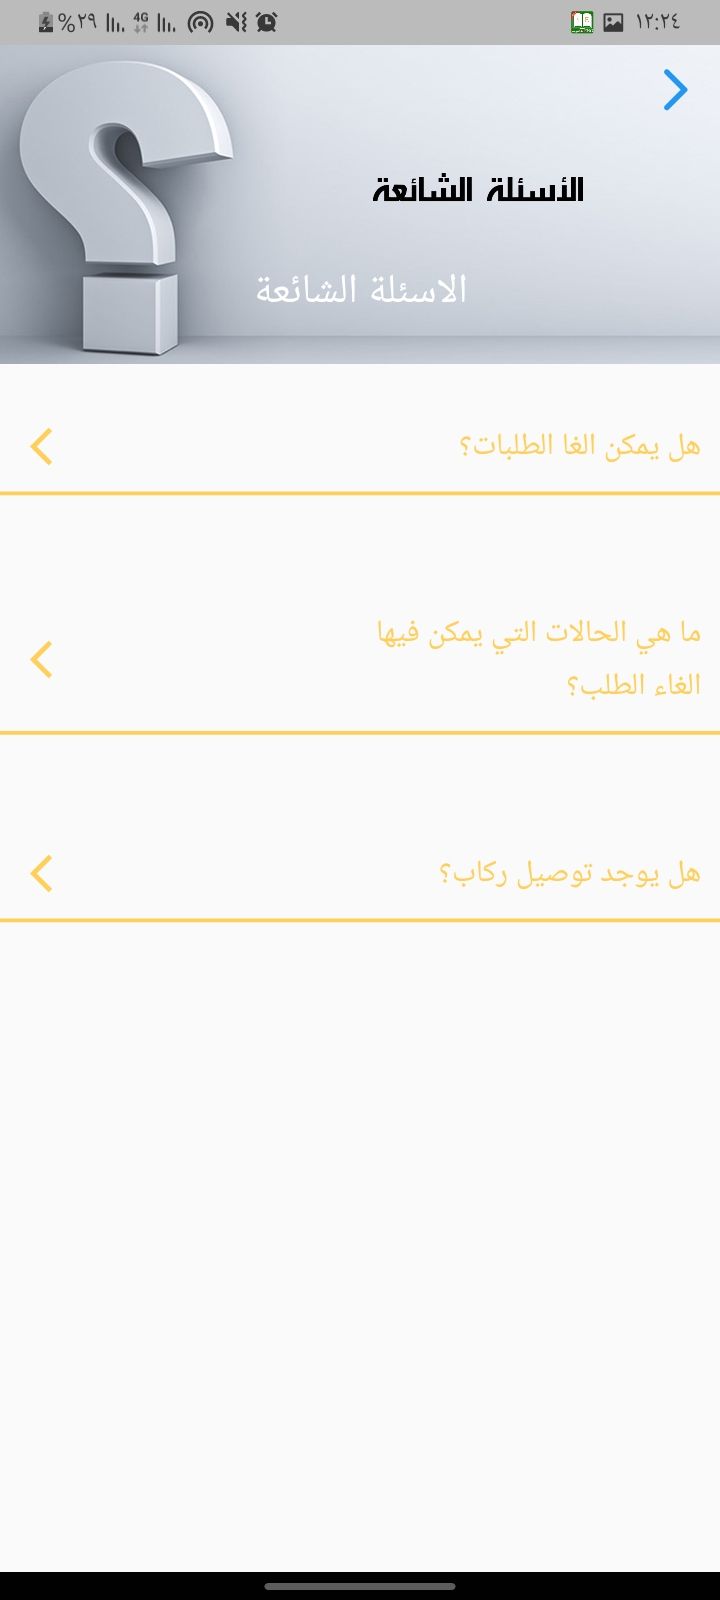 ١٢:٢٤
4G
%٢٩
الأسئلة الشائعة
الاسئلة الشائعة
هل يمكن الغا الطلبات؟
ما هي الحالات التي يمكن فيها
الغاء الطلب؟
هل يوجد توصيل ركاب؟